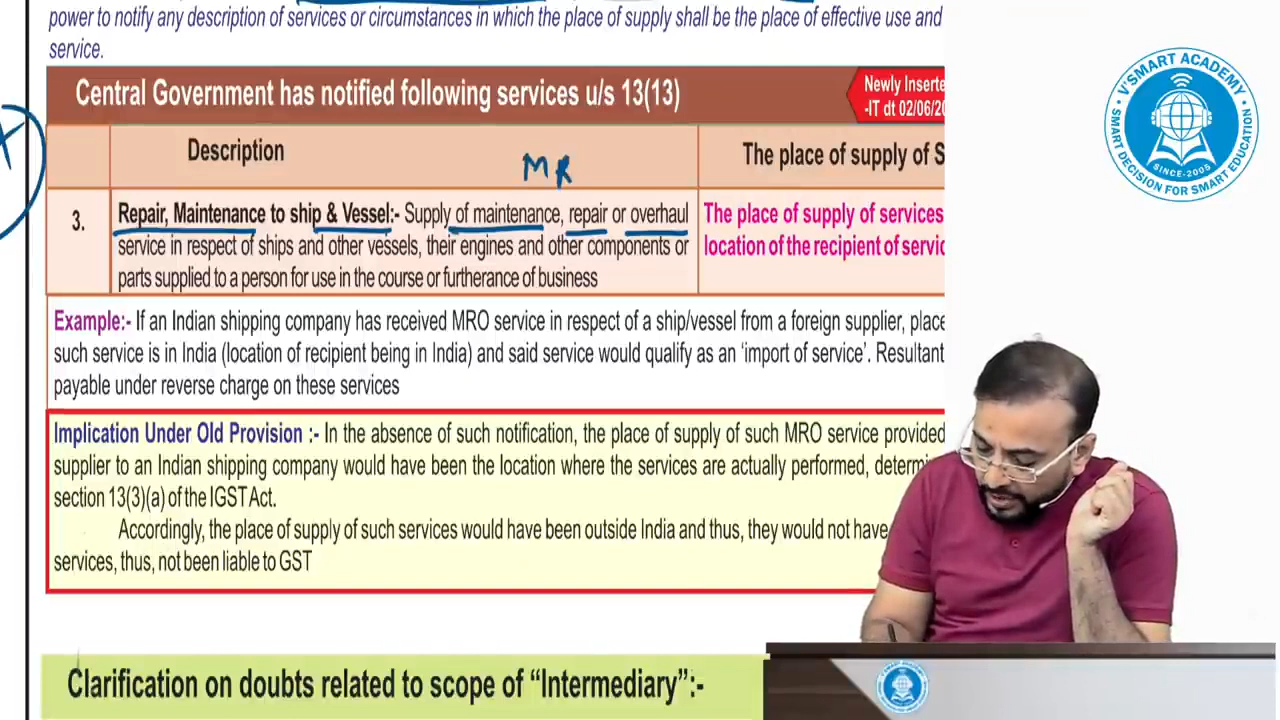 power to notify any description of services or circumstances in which the place of supply shall be the place of effective use and
service.
Central Government has notified following services u/s 13(13)
Newly Inserte
-IT dt 02/06/20
Description
The place of supply of S
MR
3.
Repair, Maintenance to ship & Vessel:- Supply of maintenance, repair or overhaul
service in respect of ships and other vessels, their engines and other components or
parts supplied to a person for use in the course or furtherance of business
The place of supply of services
location of the recipient of servic
Example:- If an Indian shipping company has received MRO service in respect of a ship/vessel from a foreign supplier, place
such service is in India (location of recipient being in India) and said service would qualify as an 'import of service'. Resultant
payable under reverse charge on these services
Implication Under Old Provision :- In the absence of such notification, the place of supply of such MRO service provided
supplier to an Indian shipping company would have been the location where the services are actually performed, determi
section 13(3)(a) of the IGST Act.
Accordingly, the place of supply of such services would have been outside India and thus, they would not have
services, thus, not been liable to GST
Clarification on doubts related to scope of “Intermediary”:-
V'SMART ACADEMY
SINCE-2005
SMART DECISION FOR SMART EDUCATION